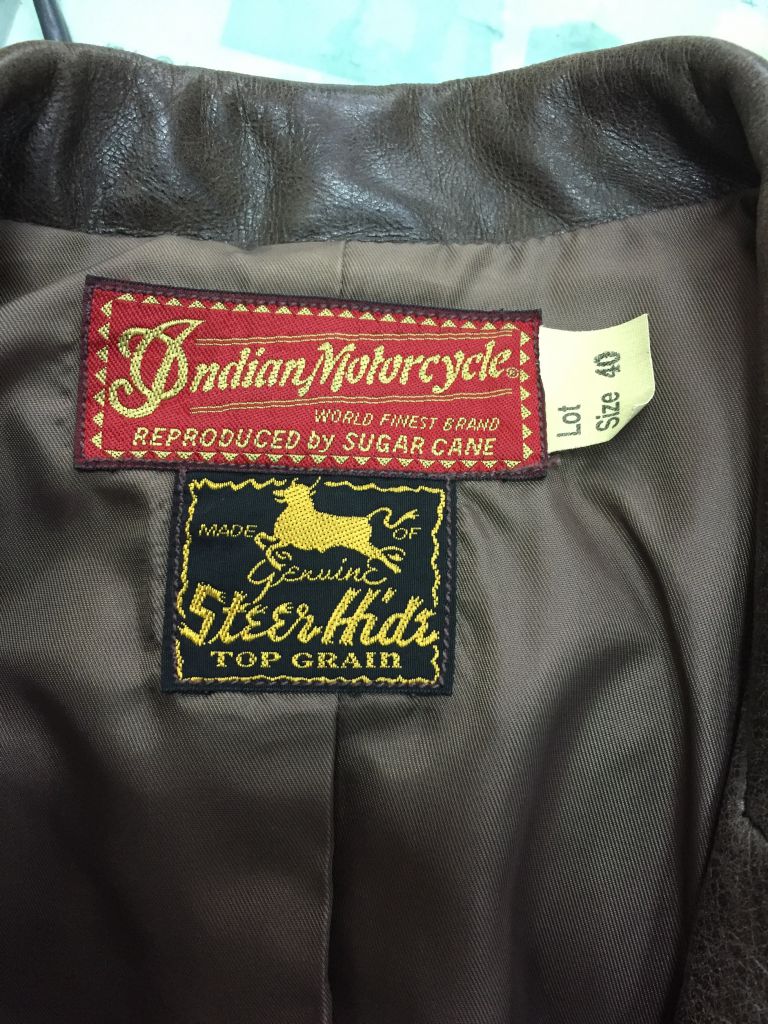 Indian Motorcycle®
WORLD FINEST BRAND
REPRODUCED by SUGAR CANE
Lot
Size 40
MADE OF
Genuine
Steer Hide
TOP GRAIN